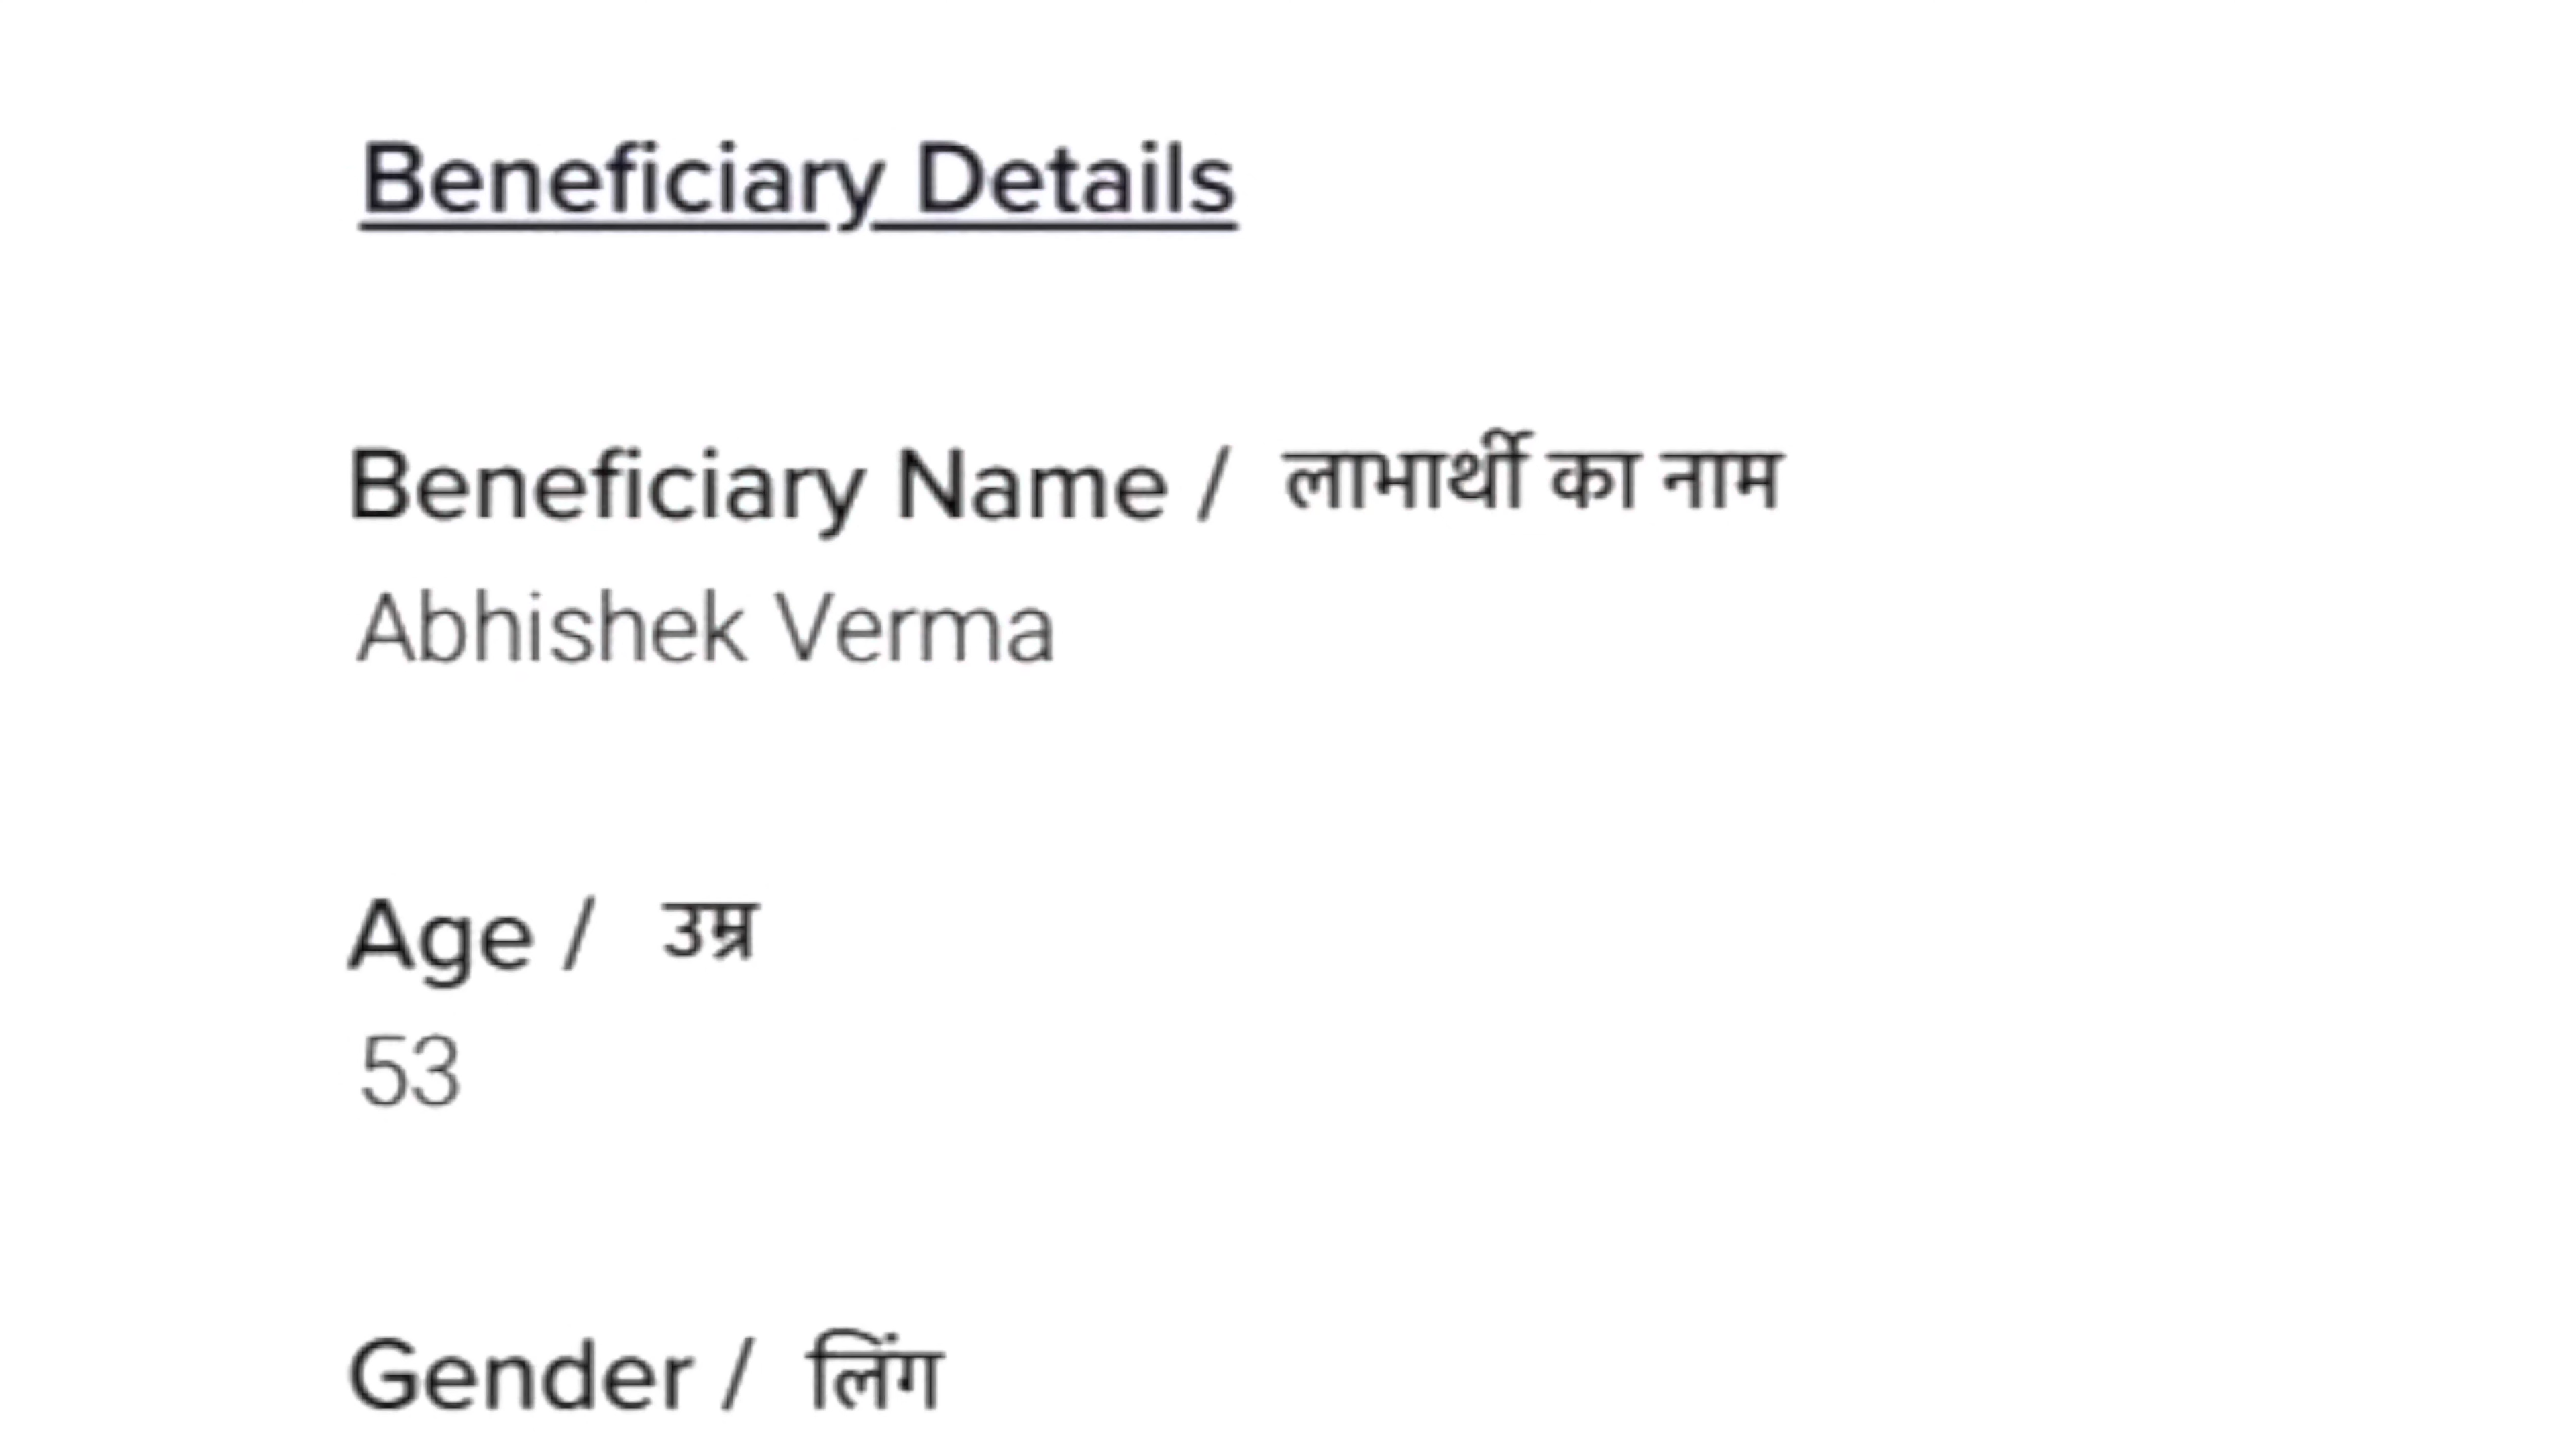 Beneficiary Details
Beneficiary Name / लाभार्थी का नाम
Abhishek Verma
Age / उम्र
53
Gender / लिंग